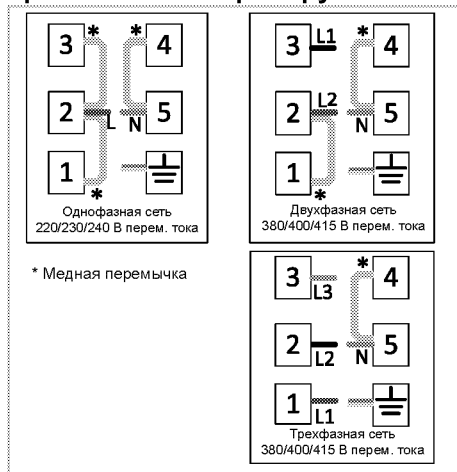 3 * * 4
2 L N 5
1 *
Однофазная сеть
220/230/240 В перем. тока
3 L1 * 4
2 L2 N 5
1 *
Двухфазная сеть
380/400/415 В перем. тока
* Медная перемычка
3 L3 * 4
2 L2 N 5
1 L1
Трехфазная сеть
380/400/415 В перем. тока